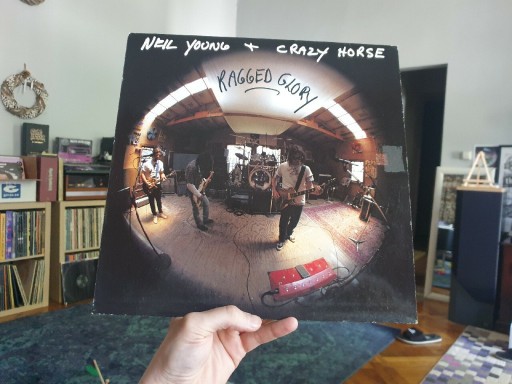 NEIL YOUNG + CRAZY HORSE
RAGGED GLORY